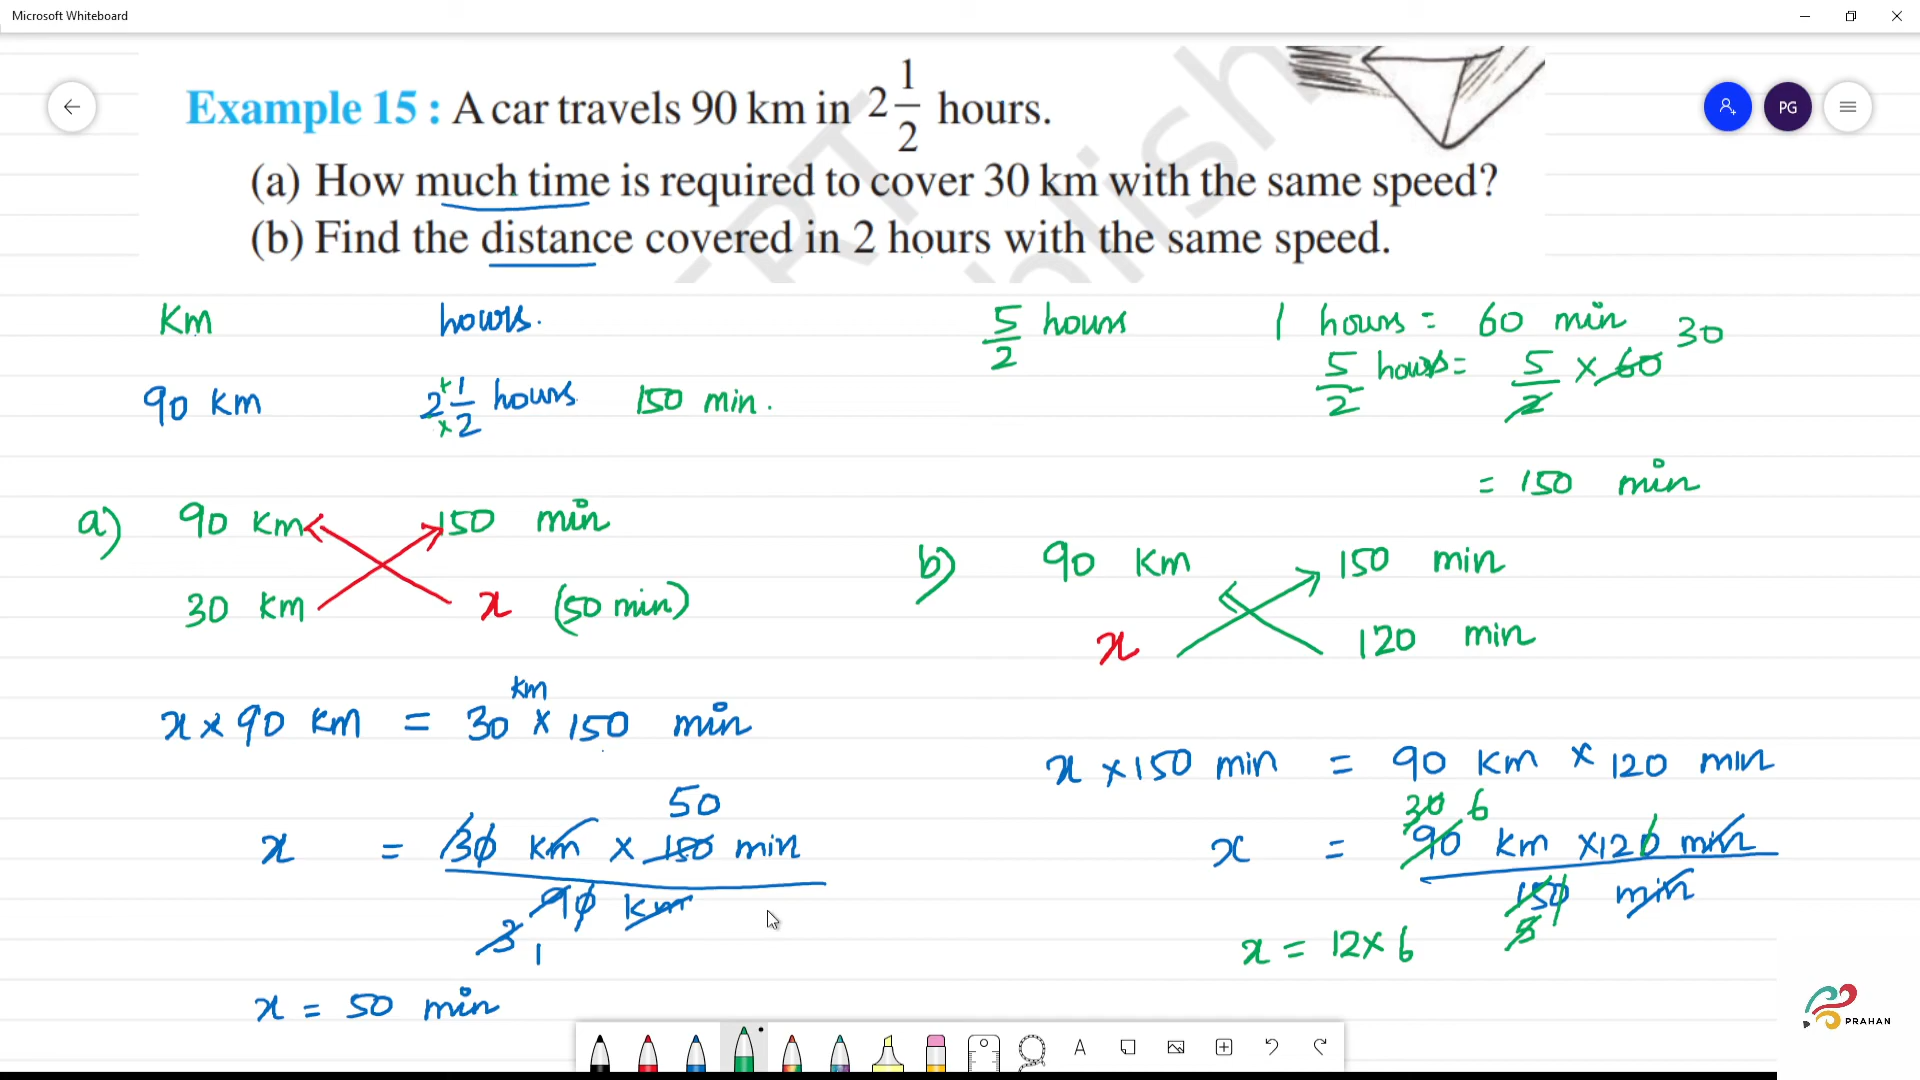 Microsoft Whiteboard
Example 15 : A car travels 90 km in 2 1/2 hours.
(a) How much time is required to cover 30 km with the same speed?
(b) Find the distance covered in 2 hours with the same speed.
PG
Km hours.
90 km 2 1/2 hours 150 min.
+
×
5/2 hours
1 hours = 60 min
5/2 hours = 5/2 × 60 30
= 150 min
a) 90 km 150 min
30 km x (50 min)
x × 90 km = 30 km × 150 min
50
x = 30 km × 150 min / 90 km
3 1
x = 50 min
b) 90 km 150 min
x 120 min
x × 150 min = 90 km × 120 min
30 6
x = 90 km × 120 min / 150 min
5
x = 12 × 6
A
PRAHAN